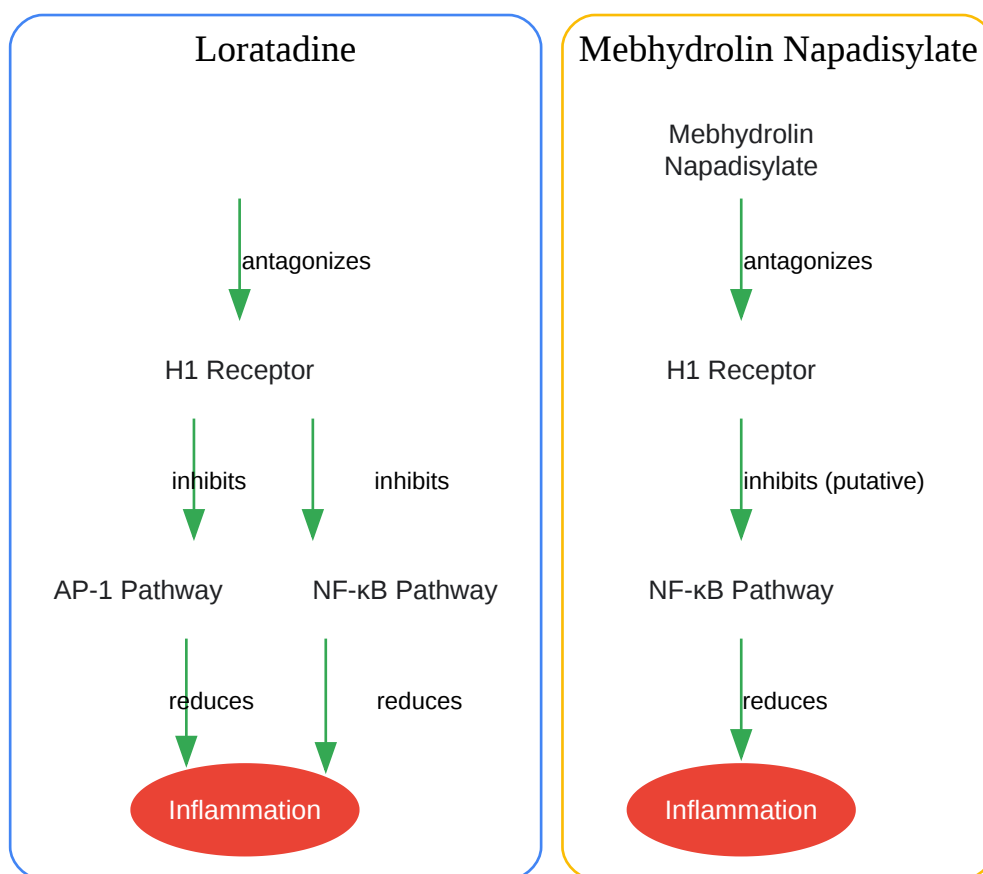 Loratadine
antagonizes
H1 Receptor
inhibits
inhibits
AP-1 Pathway
NF-κB Pathway
reduces
reduces
Inflammation
Mebhydrolin Napadisylate
Mebhydrolin
Napadisylate
antagonizes
H1 Receptor
inhibits (putative)
NF-κB Pathway
reduces
Inflammation